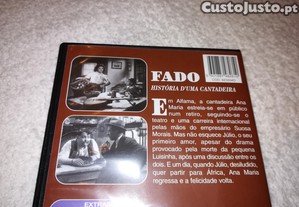 Custojusto.pt
FADO
HISTÓRIA D'UMA CANTADEIRA
Em Alfama, a cantadeira Ana
Maria estreia-se em público
num retiro, seguindo-se o
teatro e uma carreira internacional
pelas mãos do empresário Suosa
Morais. Mas não esquece Júlio, o seu
primeiro amor, apesar do drama
provocado pela morte da pequena
Luisinha, após uma discussão entre os
dois. E um dia, quando Júlio, desiludido,
quer partir para África, Ana Maria
regressa e a felicidade volta.
EXTRAS